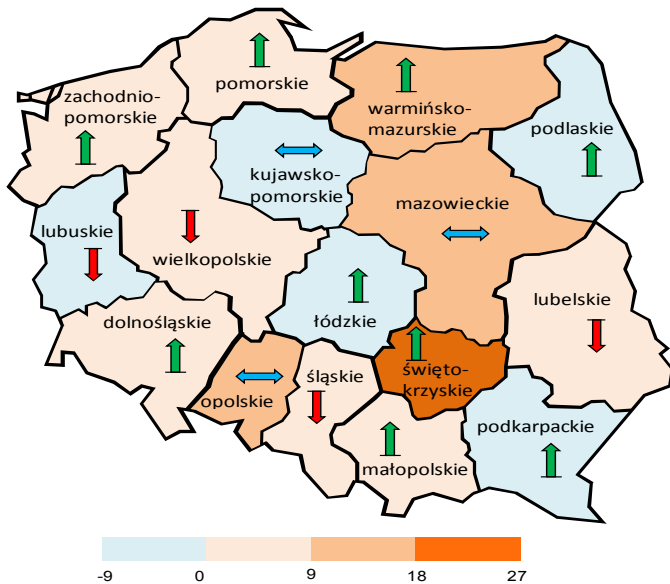 pomorskie
zachodnio-
pomorskie
warmińsko-
mazurskie
podlaskie
kujawsko-
pomorskie
mazowieckie
lubuskie
wielkopolskie
lubelskie
dolnośląskie
łódzkie
śląskie
święto-
krzyskie
opolskie
podkarpackie
małopolskie
-9 0 9 18 27